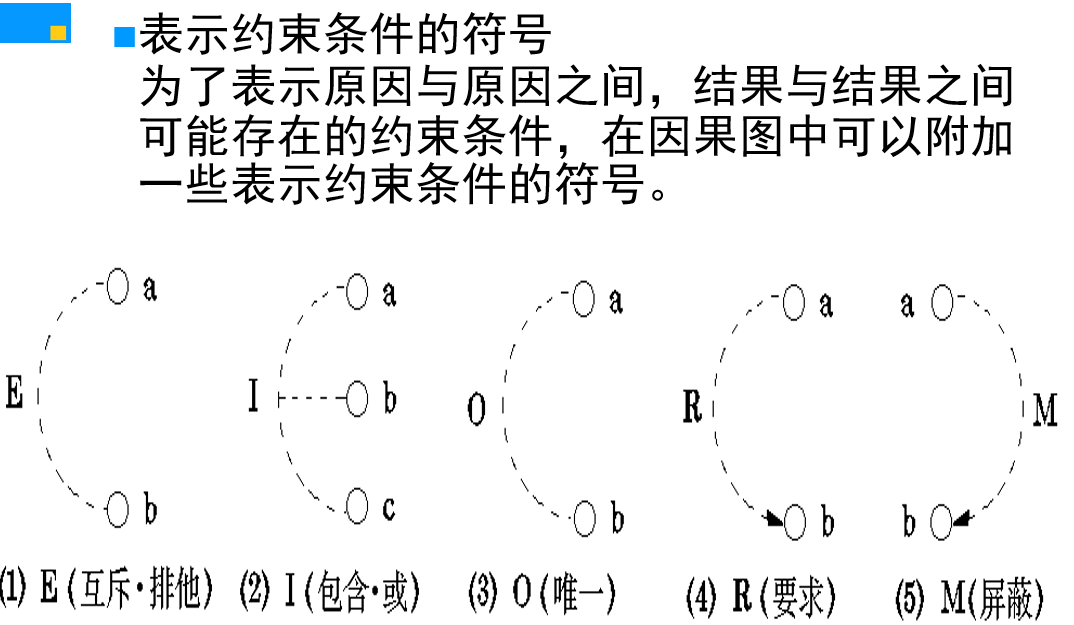 表示约束条件的符号
为了表示原因与原因之间，结果与结果之间
可能存在的约束条件，在因果图中可以附加
一些表示约束条件的符号。
a a a a a
E I b O R M
b c b b b
(1) E(互斥·排他) (2) I(包含·或) (3) O(唯一) (4) R(要求) (5) M(屏蔽)